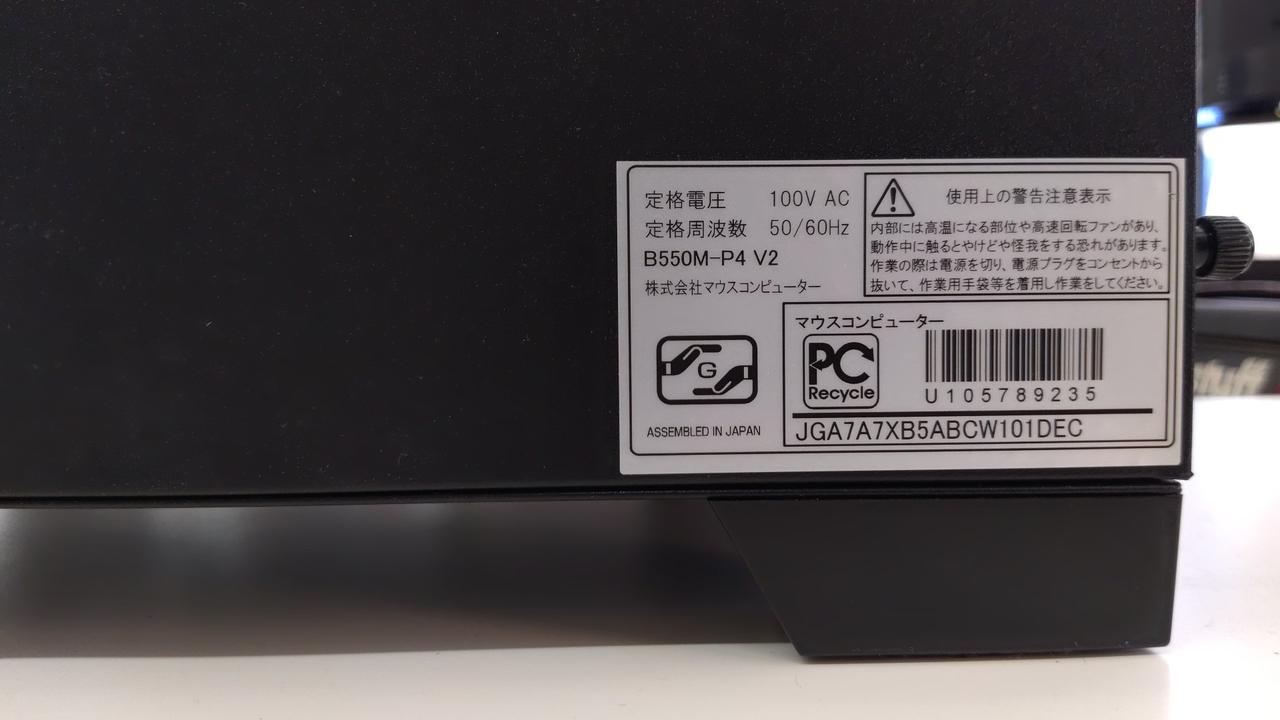 定格電圧 100V AC
定格周波数 50/60Hz
B550M-P4 V2
株式会社マウスコンピューター
使用上の警告注意表示
内部には高温になる部位や高速回転ファンがあり、
動作中に触るとやけどや怪我をする恐れがあります。
作業の際は電源を切り、電源プラグをコンセントから
抜いて、作業用手袋等を着用し作業をしてください。
G
ASSEMBLED IN JAPAN
マウスコンピューター
PC
Recycle
U105789235
JGA7A7XB5ABCW101DEC